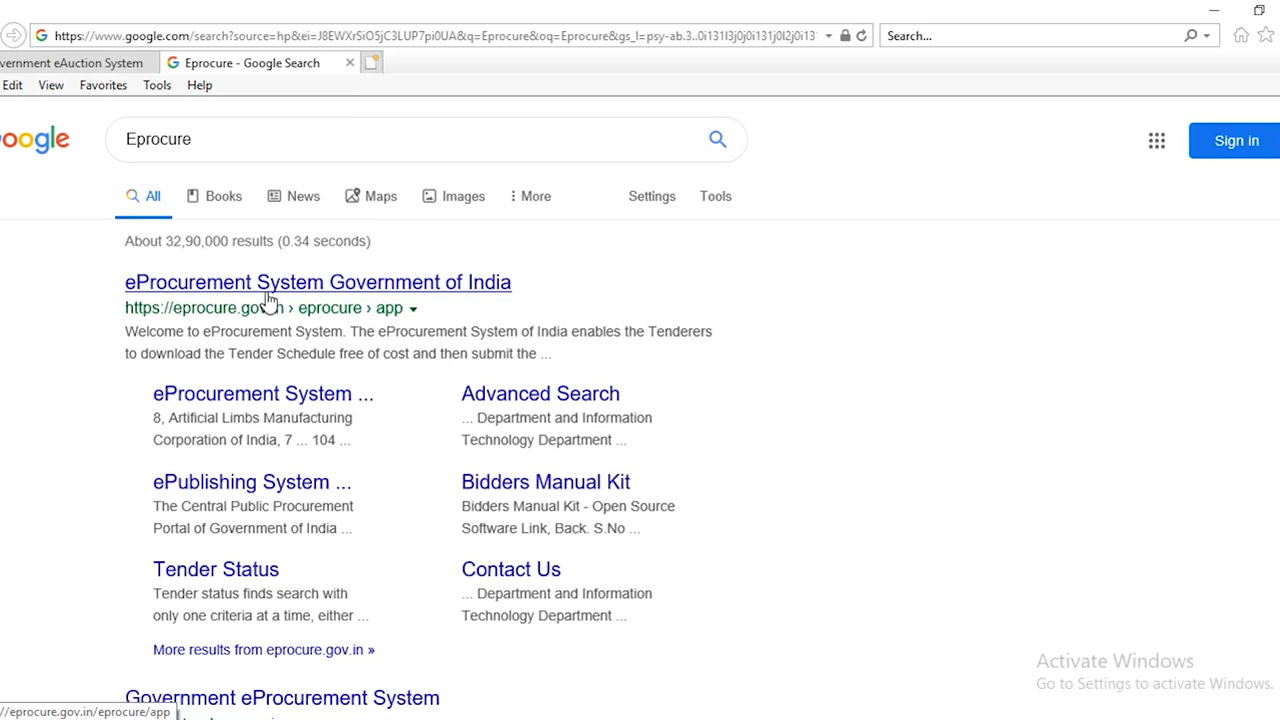 https://www.google.com/search?source=hp&ei=J8EWXrSiO5jC3LUP7pi0UA&q=Eprocure&oq=Eprocure&gs_l=psy-ab.3..0i131l3j0j0i131j0l2j0i13
Search...
vernment eAuction System
Eprocure - Google Search
Edit View Favorites Tools Help
oogle
Eprocure
Sign in
All Books News Maps Images More Settings Tools
About 32,90,000 results (0.34 seconds)
eProcurement System Government of India
https://eprocure.gov.in › eprocure › app
Welcome to eProcurement System. The eProcurement System of India enables the Tenderers
to download the Tender Schedule free of cost and then submit the ...
eProcurement System ...
8, Artificial Limbs Manufacturing
Corporation of India, 7 ... 104 ...
Advanced Search
... Department and Information
Technology Department ...
ePublishing System ...
The Central Public Procurement
Portal of Government of India ...
Bidders Manual Kit
Bidders Manual Kit - Open Source
Software Link, Back. S.No ...
Tender Status
Tender status finds search with
only one criteria at a time, either ...
Contact Us
... Department and Information
Technology Department ...
More results from eprocure.gov.in »
Government eProcurement System
Activate Windows
Go to Settings to activate Windows.
//eprocure.gov.in/eprocure/app